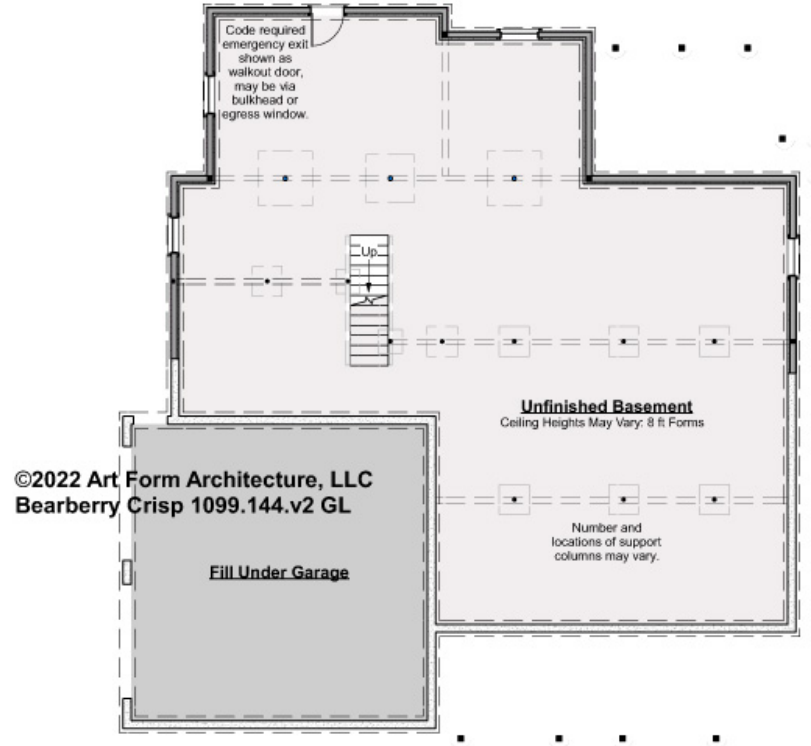 Code required
emergency exit
shown as
walkout door,
may be via
bulkhead or
egress window.
Up
Unfinished Basement
Ceiling Heights May Vary: 8 ft Forms
©2022 Art Form Architecture, LLC
Bearberry Crisp 1099.144.v2 GL
Number and
locations of support
columns may vary.
Fill Under Garage